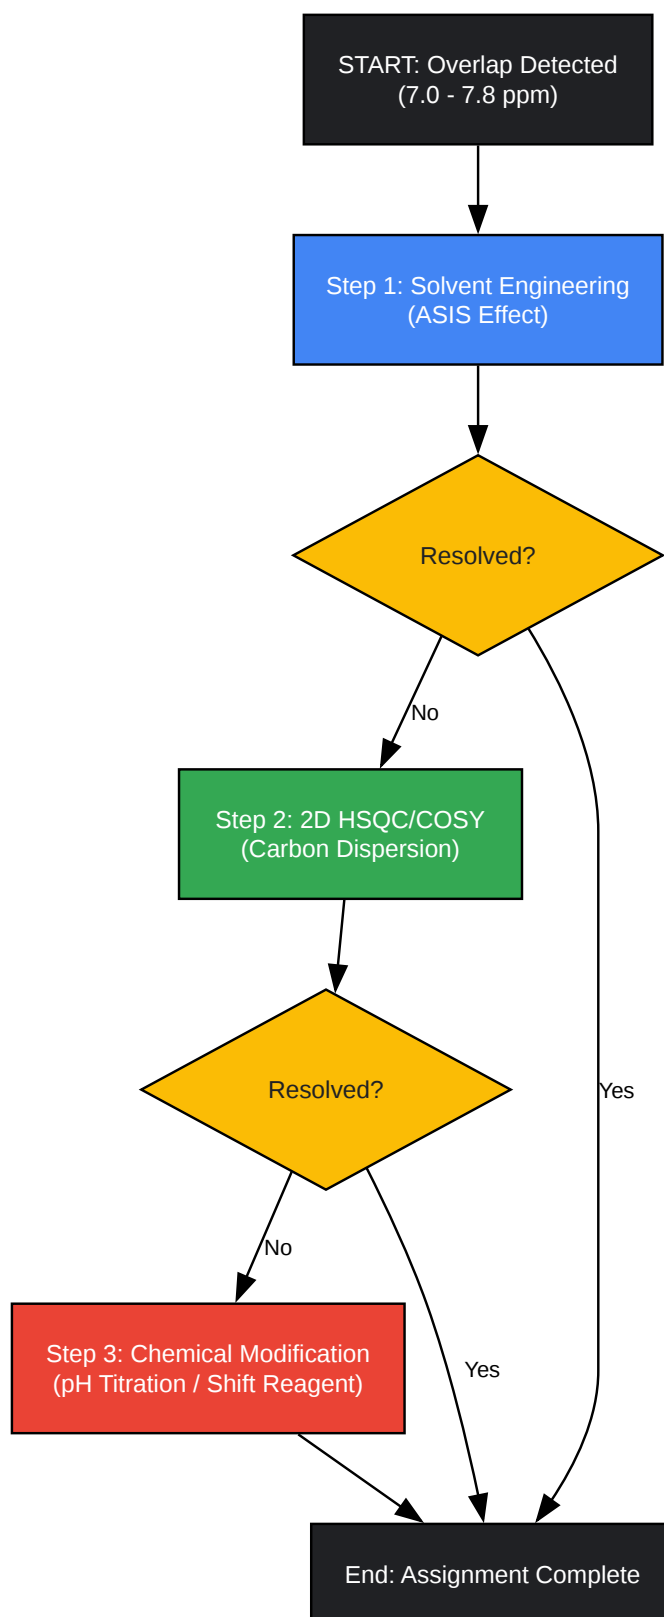 START: Overlap Detected
(7.0 - 7.8 ppm)
Step 1: Solvent Engineering
(ASIS Effect)
Resolved?
No
Step 2: 2D HSQC/COSY
(Carbon Dispersion)
Resolved?
Yes
No
Step 3: Chemical Modification
(pH Titration / Shift Reagent)
Yes
End: Assignment Complete